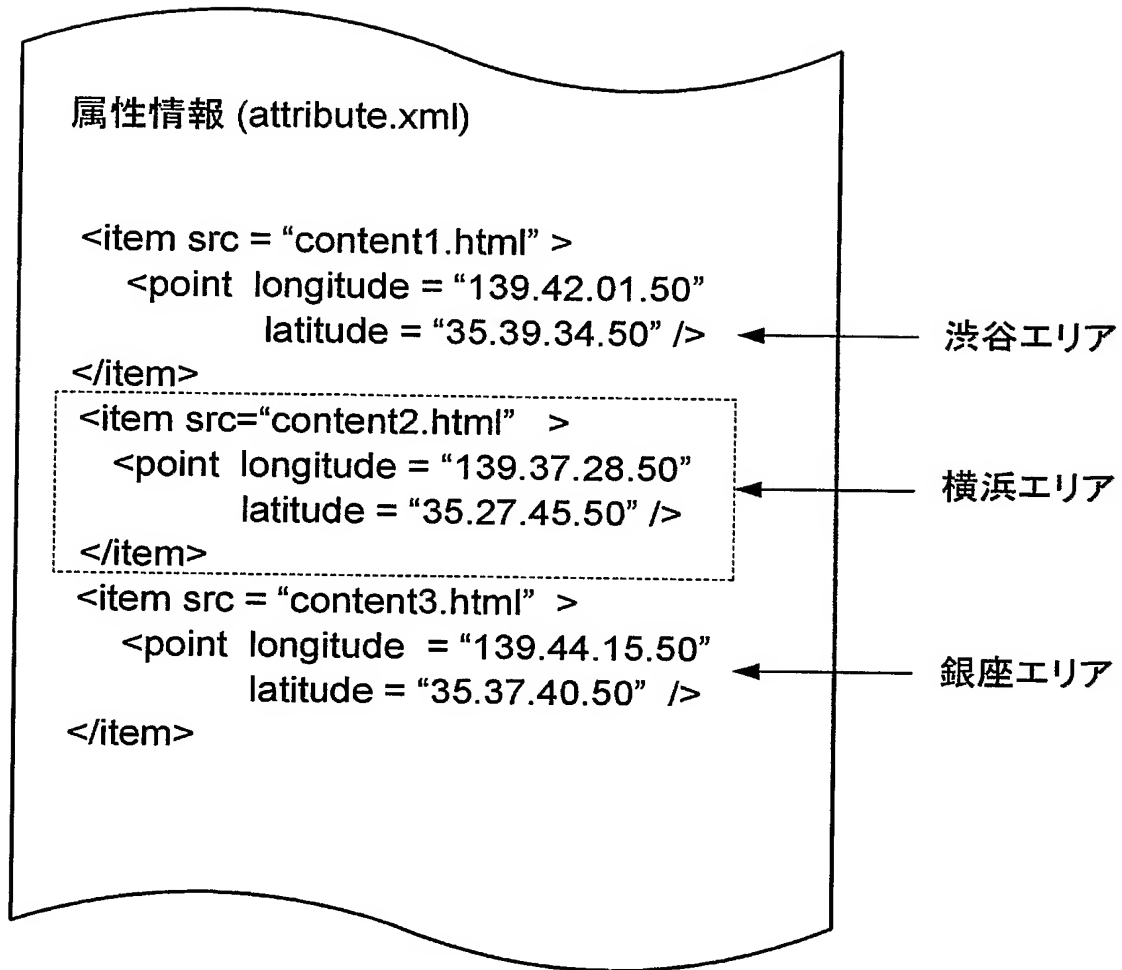 属性情報 (attribute.xml)
<item src = “content1.html” >
<point longitude = “139.42.01.50”
latitude = “35.39.34.50” />
渋谷エリア
</item>
<item src=“content2.html” >
<point longitude = “139.37.28.50”
latitude = “35.27.45.50” />
横浜エリア
</item>
<item src = “content3.html” >
<point longitude = “139.44.15.50”
latitude = “35.37.40.50” />
銀座エリア
</item>